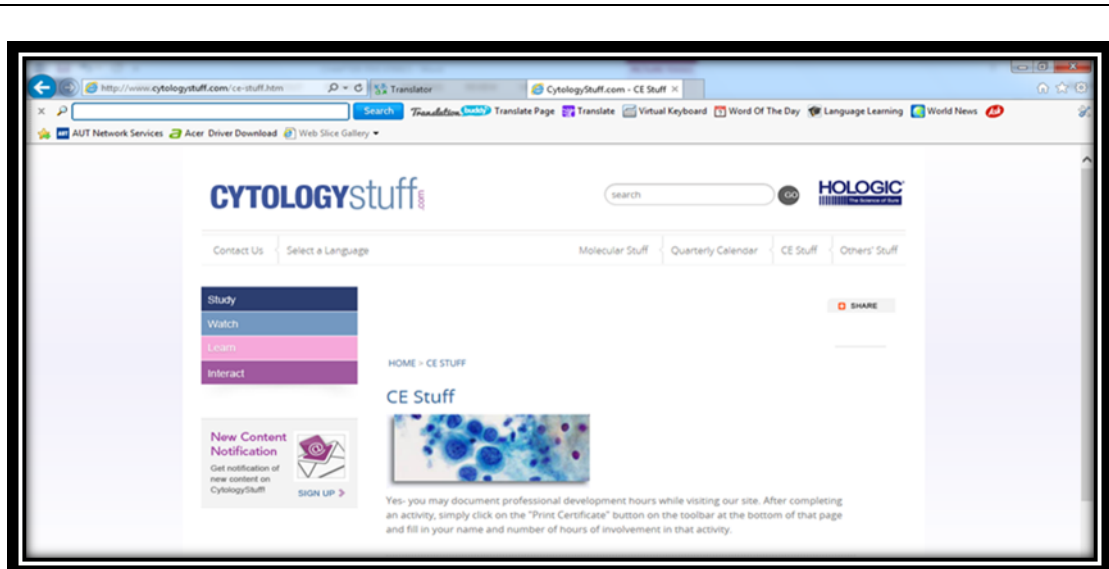 http://www.cytologystuff.com/ce-stuff.htm
Translator
CytologyStuff.com - CE Stuff
Search TranslationBuddy Translate Page Translate Virtual Keyboard Word Of The Day Language Learning World News
AUT Network Services Acer Driver Download Web Slice Gallery
CYTOLOGYstuff.com
search
GO
HOLOGIC
The Science of Sure
Contact Us Select a Language Molecular Stuff Quarterly Calendar CE Stuff Others' Stuff
Study
SHARE
Watch
Learn
Interact
HOME > CE STUFF
CE Stuff
New Content
Notification
Get notification of
new content on
CytologyStuff!
SIGN UP
Yes- you may document professional development hours while visiting our site. After completing
an activity, simply click on the "Print Certificate" button on the toolbar at the bottom of that page
and fill in your name and number of hours of involvement in that activity.